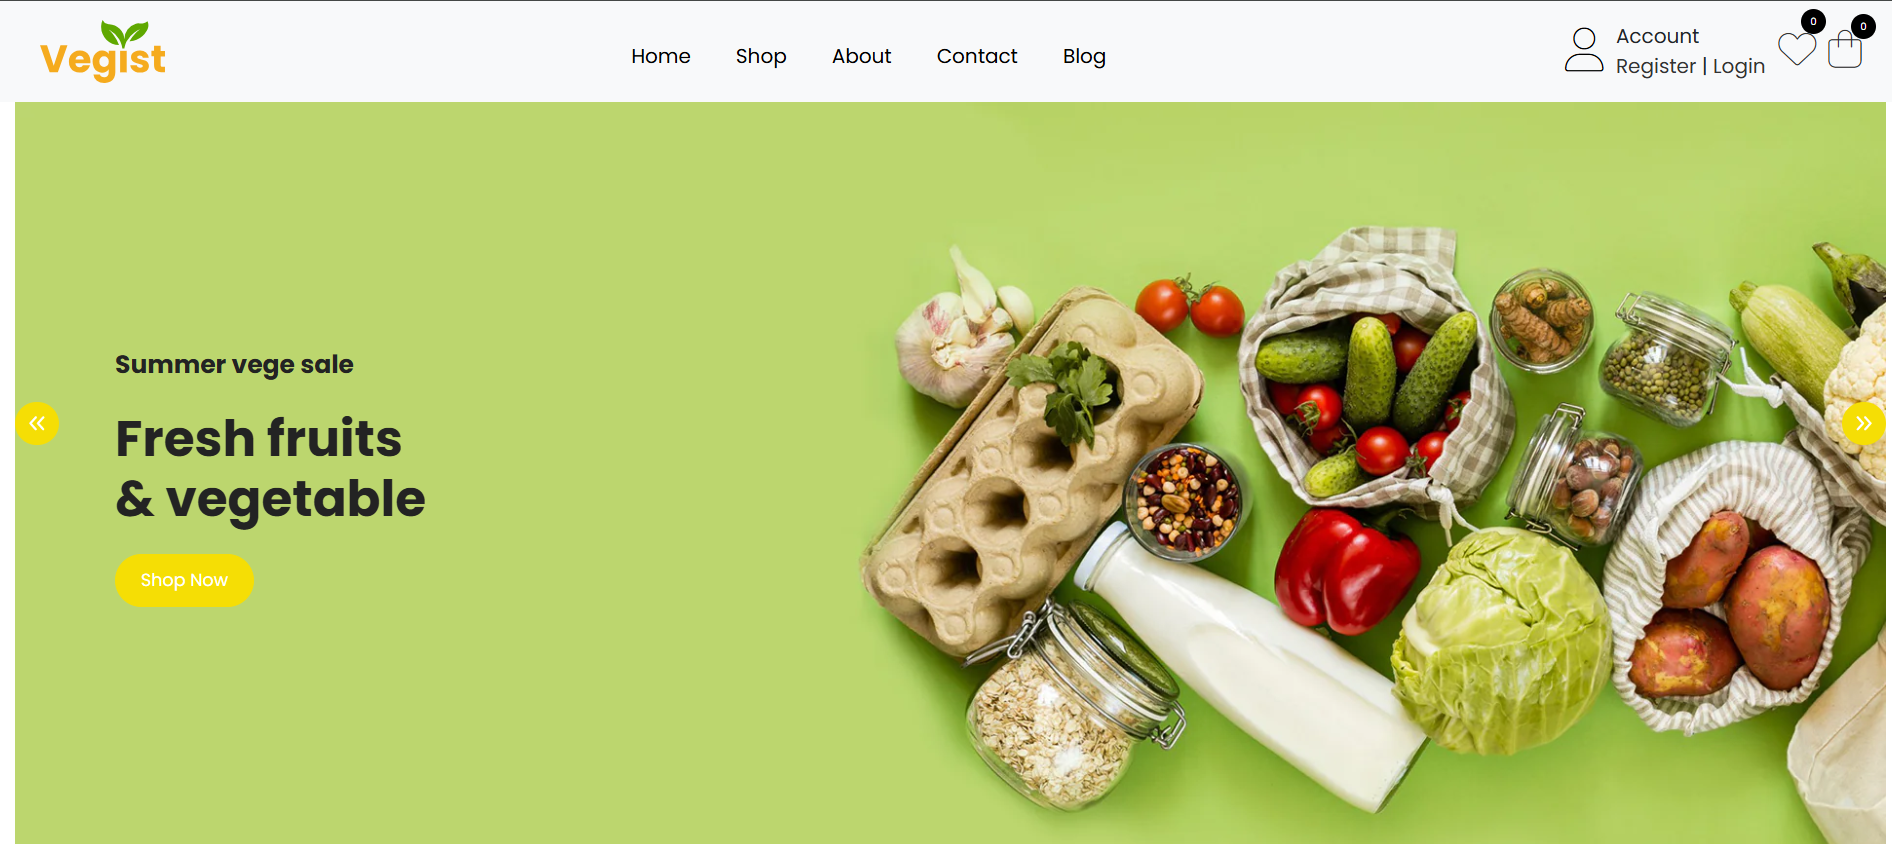 Vegist
Home
Shop
About
Contact
Blog
Account
Register | Login
0
0
Summer vege sale
Fresh fruits
& vegetable
Shop Now